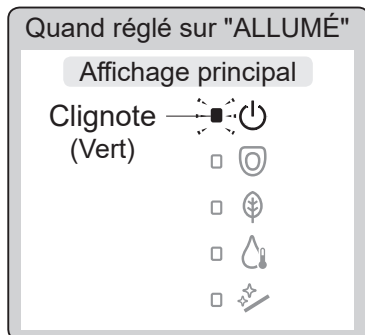 Quand réglé sur "ALLUMÉ"
Affichage principal
Clignote
(Vert)